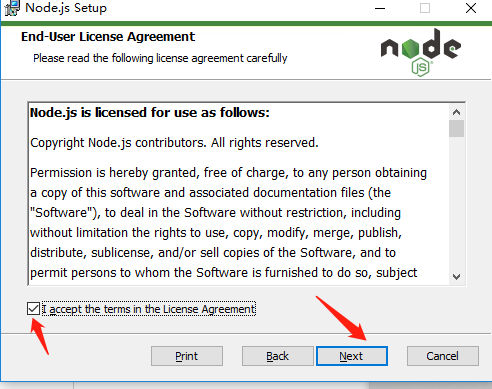 Node.js Setup
End-User License Agreement
Please read the following license agreement carefully
node
JS
Node.js is licensed for use as follows:
Copyright Node.js contributors. All rights reserved.
Permission is hereby granted, free of charge, to any person obtaining
a copy of this software and associated documentation files (the
"Software"), to deal in the Software without restriction, including
without limitation the rights to use, copy, modify, merge, publish,
distribute, sublicense, and/or sell copies of the Software, and to
permit persons to whom the Software is furnished to do so, subject
I accept the terms in the License Agreement
Print
Back
Next
Cancel